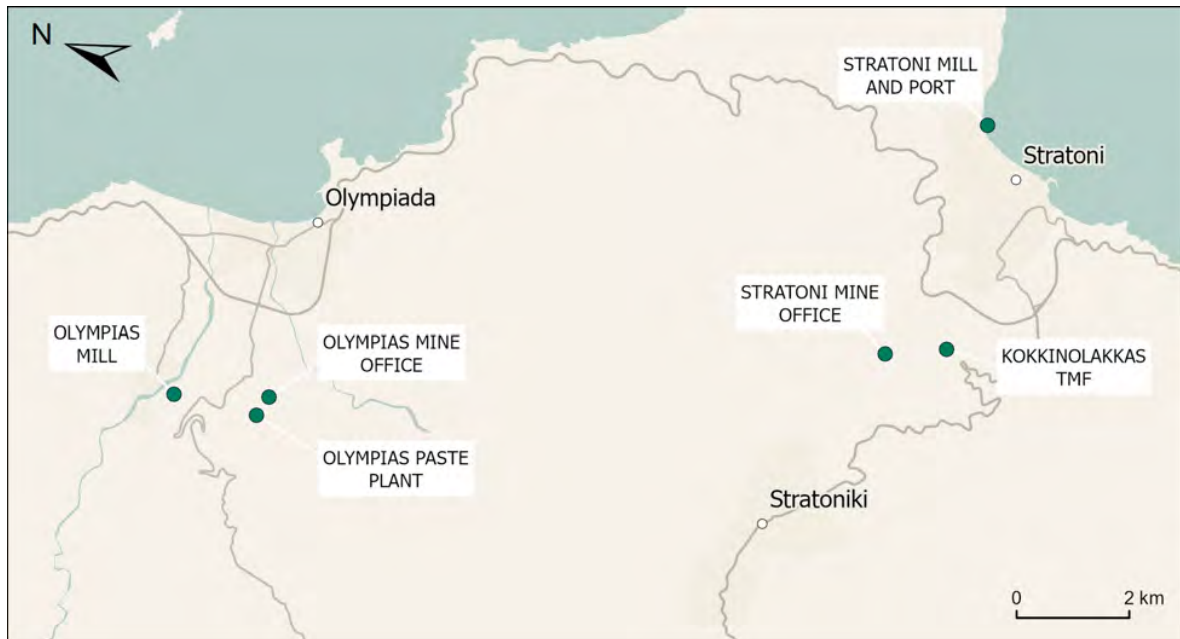 N
STRATONI MILL
AND PORT
Stratoni
Olympiada
STRATONI MINE
OFFICE
OLYMPIAS
MILL
OLYMPIAS MINE
OFFICE
KOKKINOLAKKAS
TMF
OLYMPIAS PASTE
PLANT
Stratoniki
0 2 km